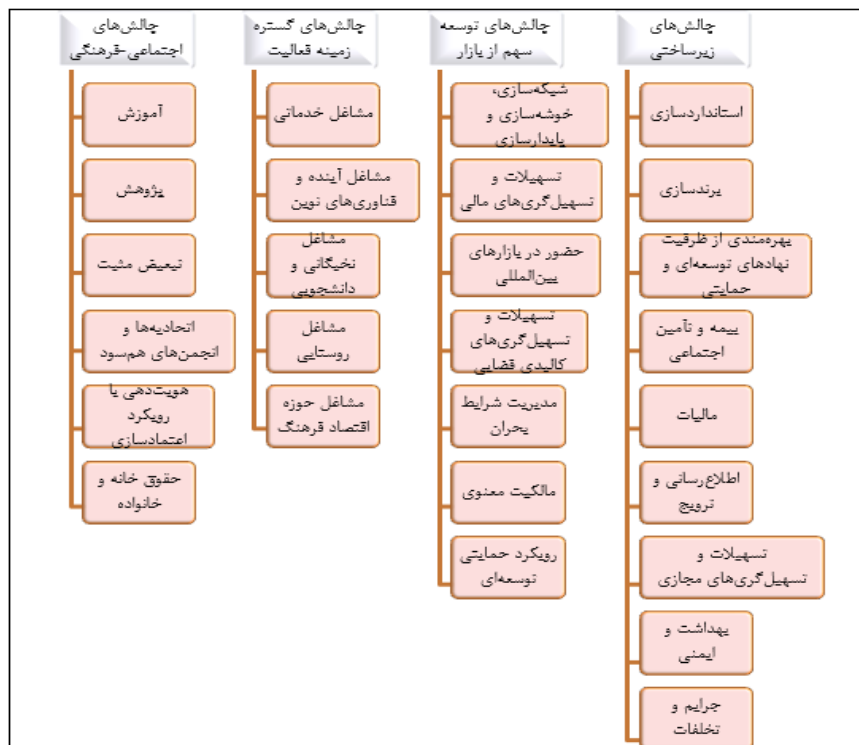 چالش‌های
زیرساختی
استانداردسازی
برندسازی
بهره‌مندی از ظرفیت
نهادهای توسعه‌ای و
حمایتی
بیمه و تأمین
اجتماعی
مالیات
اطلاع‌رسانی و
ترویج
تسهیلات و
تسهیل‌گری‌های مجازی
بهداشت و
ایمنی
جرایم و
تخلفات
چالش‌های توسعه
سهم از بازار
شبکه‌سازی،
خوشه‌سازی و
پایدارسازی
تسهیلات و
تسهیل‌گری‌های مالی
حضور در بازارهای
بین‌المللی
تسهیلات و
تسهیل‌گری‌های
کالبدی فضایی
مدیریت شرایط
بحران
مالکیت معنوی
رویکرد حمایتی
توسعه‌ای
چالش‌های گستره
زمینه فعالیت
مشاغل خدماتی
مشاغل آینده و
فناوری‌های نوین
مشاغل
نخبگانی و
دانشجویی
مشاغل
روستایی
مشاغل حوزه
اقتصاد فرهنگ
چالش‌های
اجتماعی-فرهنگی
آموزش
پژوهش
تبعیض مثبت
اتحادیه‌ها و
انجمن‌های هم‌سود
هویت‌دهی با
رویکرد
اعتمادسازی
حقوق خانه و
خانواده